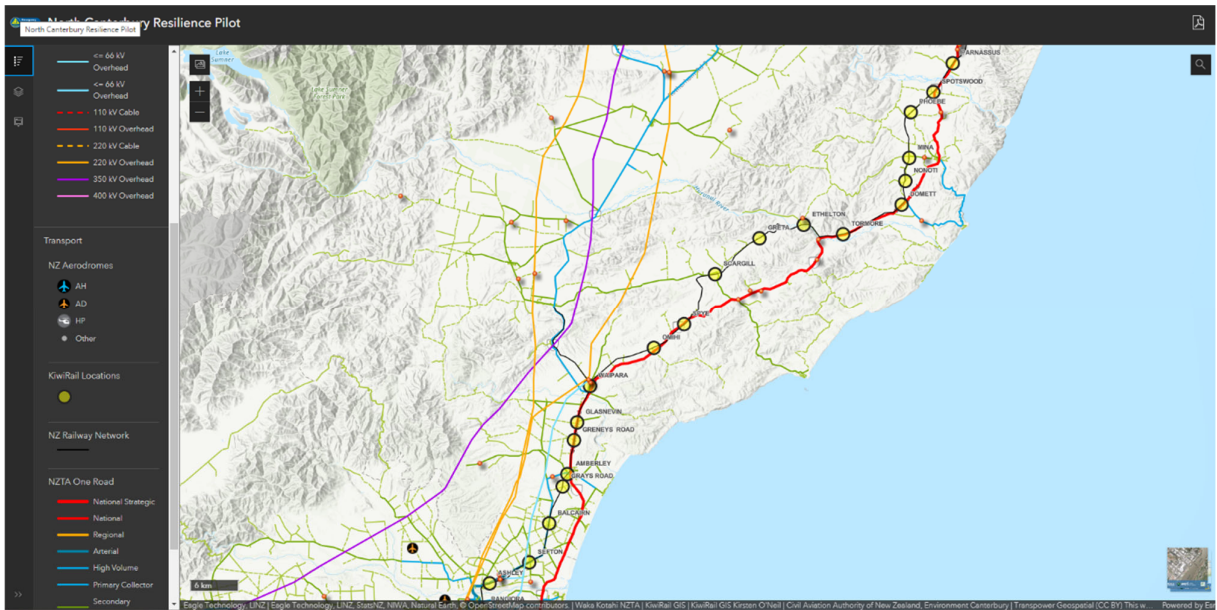 North Canterbury Resilience Pilot
North Canterbury Resilience Pilot
<= 66 kV
Overhead
<= 66 kV
Overhead
110 kV Cable
110 kV Overhead
220 kV Cable
220 kV Overhead
350 kV Overhead
400 kV Overhead
Transport
NZ Aerodromes
AH
AD
HP
Other
KiwiRail Locations
NZ Railway Network
NZTA One Road
National Strategic
National
Regional
Arterial
High Volume
Primary Collector
Secondary
Lake
Sumner
PARNASSUS
SPOTSWOOD
PHOEBE
MINA
NONOTI
DOMETT
ETHELTON
TORMORE
GRETA
SCARGILL
OMIHI
WAIPARA
GLASNEVIN
GRENEYS ROAD
AMBERLEY
GRAYS ROAD
BALCAIRN
SEFTON
ASHLEY
RANGIORA
6 km
Eagle Technology, LINZ | Eagle Technology, LINZ, StatsNZ, NIWA, Natural Earth, © OpenStreetMap contributors. | Waka Kotahi NZTA | KiwiRail GIS | KiwiRail GIS Kirsten O'Neil | Civil Aviation Authority of New Zealand, Environment Canterbury | Transpower Geospatial (CC BY) This w... Powered by Esri